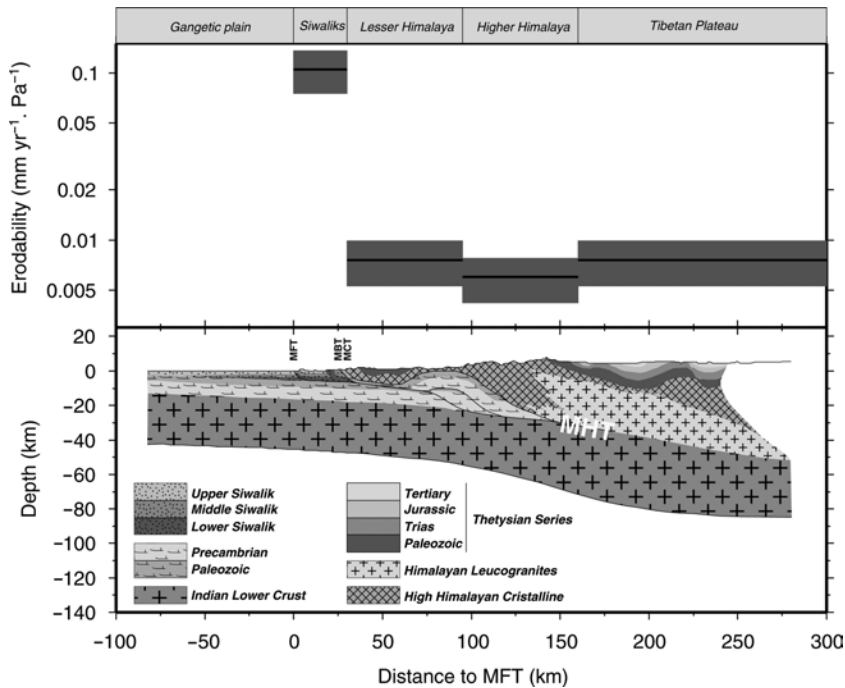 Gangetic plain Siwaliks Lesser Himalaya Higher Himalaya Tibetan Plateau
Erodability (mm yr⁻¹. Pa⁻¹)
0.1
0.05
0.02
0.01
0.005
MFT MBT MCT
Depth (km)
20
0
−20
−40
−60
−80
−100
−120
−140
MHT
Upper Siwalik
Middle Siwalik
Lower Siwalik
Precambrian
Paleozoic
Indian Lower Crust
Tertiary
Jurassic
Trias
Paleozoic
Thetysian Series
Himalayan Leucogranites
High Himalayan Cristalline
−100 −50 0 50 100 150 200 250 300
Distance to MFT (km)